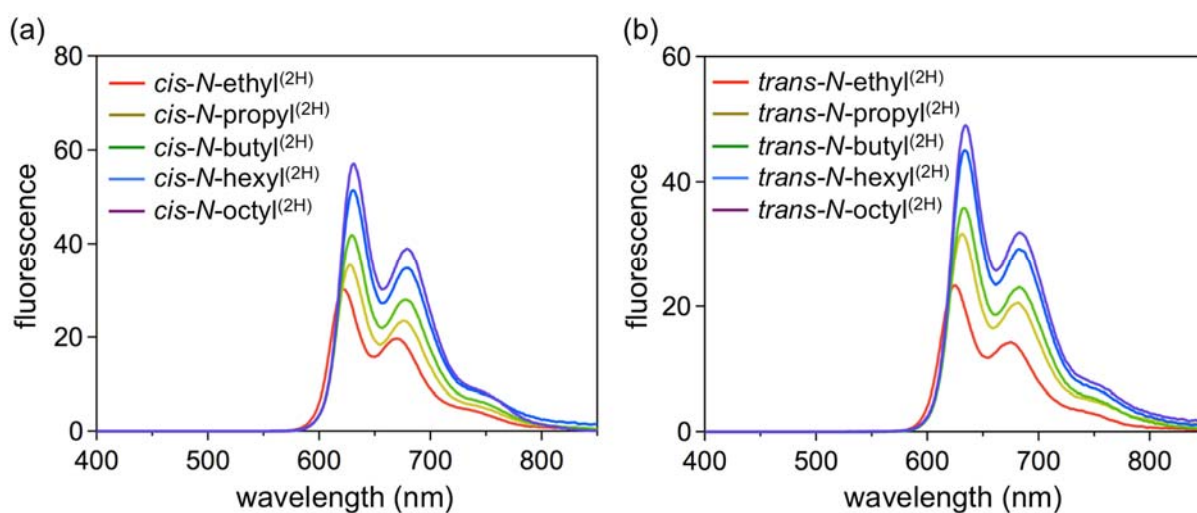 (a)
80
60
40
20
0
fluorescence
cis-N-ethyl(2H)
cis-N-propyl(2H)
cis-N-butyl(2H)
cis-N-hexyl(2H)
cis-N-octyl(2H)
400 500 600 700 800
wavelength (nm)
(b)
60
40
20
0
fluorescence
trans-N-ethyl(2H)
trans-N-propyl(2H)
trans-N-butyl(2H)
trans-N-hexyl(2H)
trans-N-octyl(2H)
400 500 600 700 800
wavelength (nm)